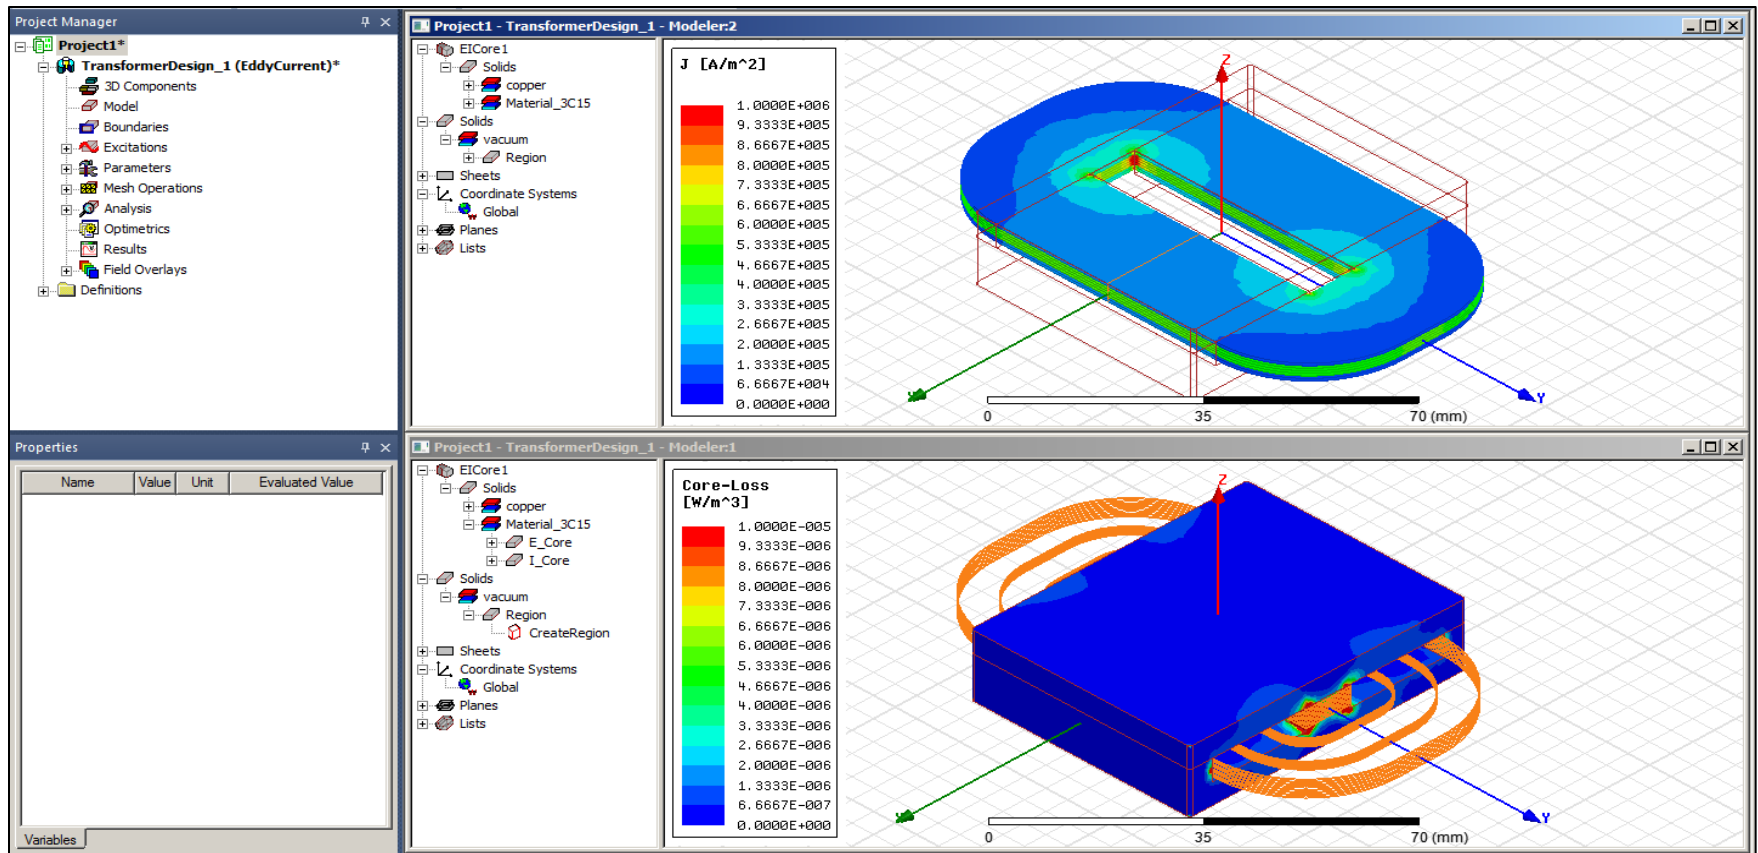 Project Manager
Project1*
TransformerDesign_1 (EddyCurrent)*
3D Components
Model
Boundaries
Excitations
Parameters
Mesh Operations
Analysis
Optimetrics
Results
Field Overlays
Definitions
Properties
Name Value Unit Evaluated Value
Variables
Project1 - TransformerDesign_1 - Modeler:2
EICore1
Solids
copper
Material_3C15
Solids
vacuum
Region
Sheets
Coordinate Systems
Global
Planes
Lists
J [A/m^2]
1.0000E+006
9.3333E+005
8.6667E+005
8.0000E+005
7.3333E+005
6.6667E+005
6.0000E+005
5.3333E+005
4.6667E+005
4.0000E+005
3.3333E+005
2.6667E+005
2.0000E+005
1.3333E+005
6.6667E+004
0.0000E+000
Z
X
Y
0 35 70 (mm)
Project1 - TransformerDesign_1 - Modeler:1
EICore1
Solids
copper
Material_3C15
E_Core
I_Core
Solids
vacuum
Region
CreateRegion
Sheets
Coordinate Systems
Global
Planes
Lists
Core-Loss
[W/m^3]
1.0000E-005
9.3333E-006
8.6667E-006
8.0000E-006
7.3333E-006
6.6667E-006
6.0000E-006
5.3333E-006
4.6667E-006
4.0000E-006
3.3333E-006
2.6667E-006
2.0000E-006
1.3333E-006
6.6667E-007
0.0000E+000
Z
X
Y
0 35 70 (mm)